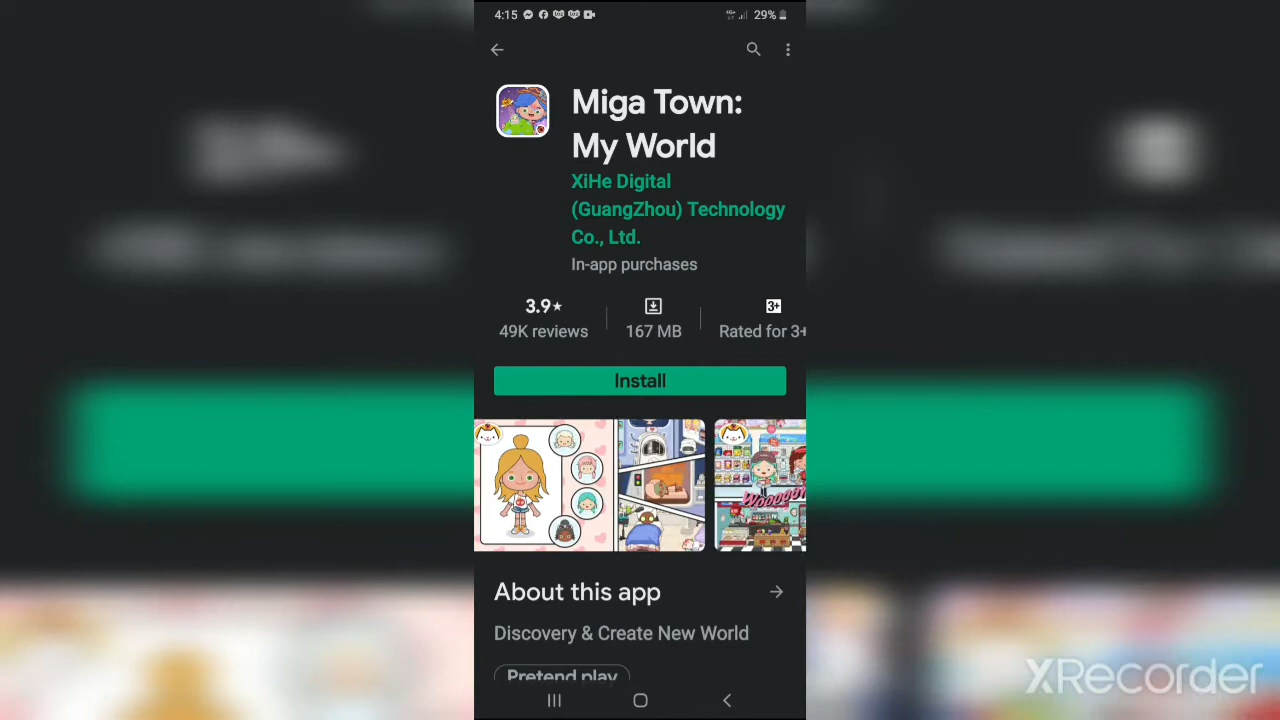 4:15
29%
Miga Town:
My World
XiHe Digital
(GuangZhou) Technology
Co., Ltd.
In-app purchases
3.9★
49K reviews
167 MB
3+
Rated for 3+
Install
Wooooow
About this app
Discovery & Create New World
Pretend play
XRecorder